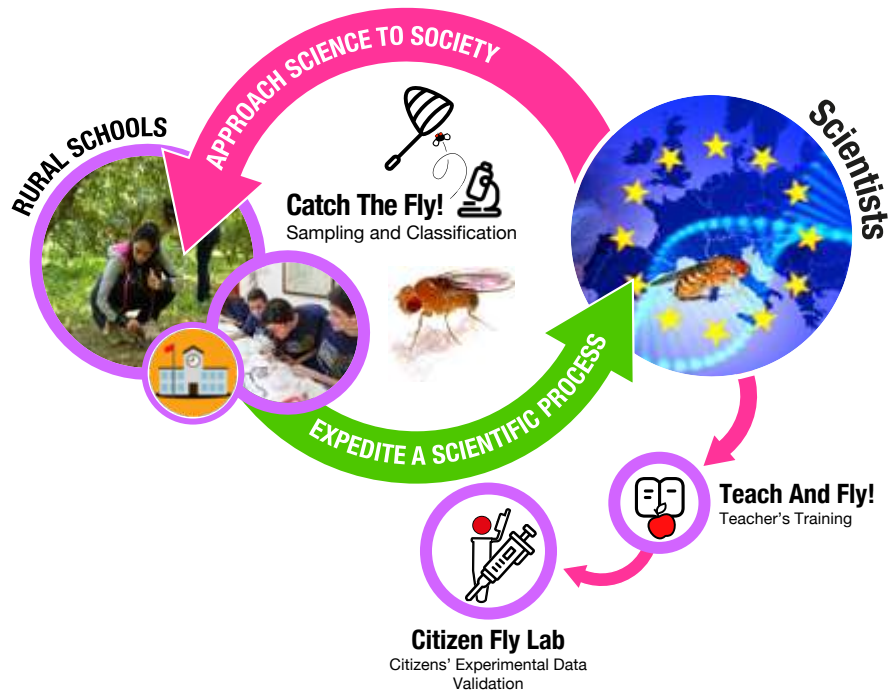 APPROACH SCIENCE TO SOCIETY
RURAL SCHOOLS
Scientists
Catch The Fly!
Sampling and Classification
EXPEDITE A SCIENTIFIC PROCESS
Teach And Fly!
Teacher's Training
Citizen Fly Lab
Citizens' Experimental Data
Validation